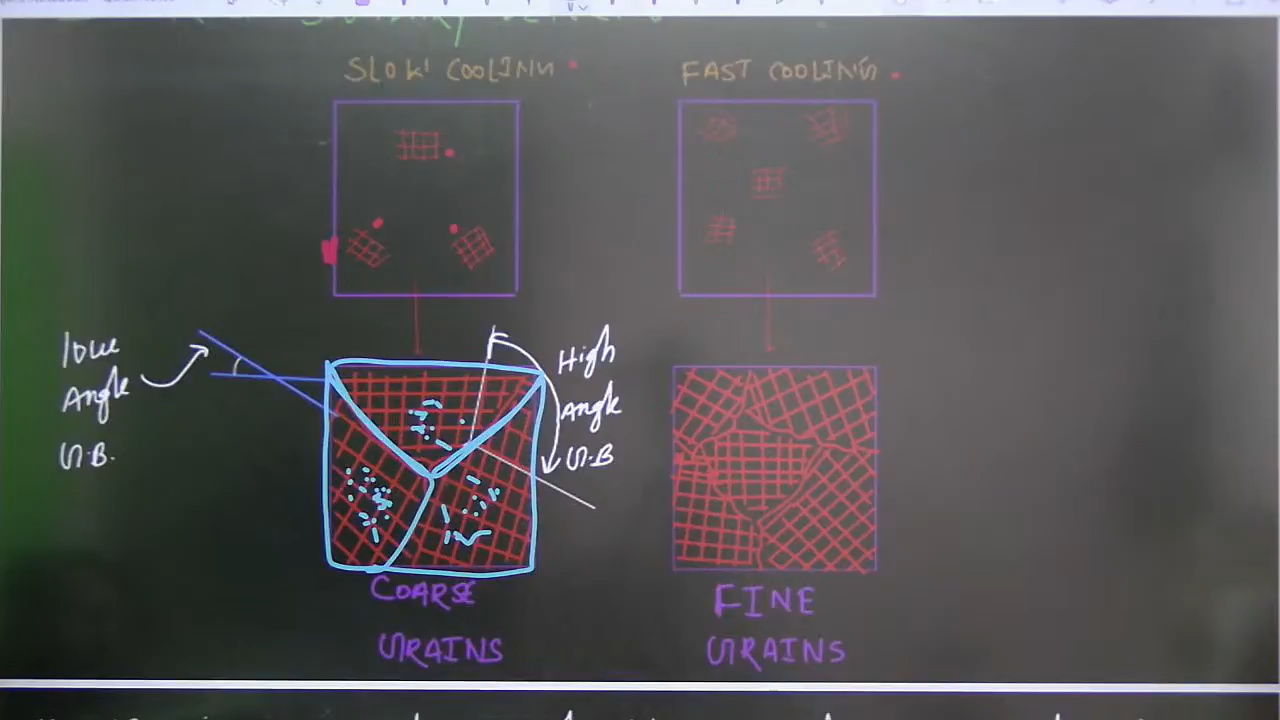 SLOW COOLING
FAST COOLING
low
Angle
G.B.
High
Angle
G.B
COARSE
GRAINS
FINE
GRAINS